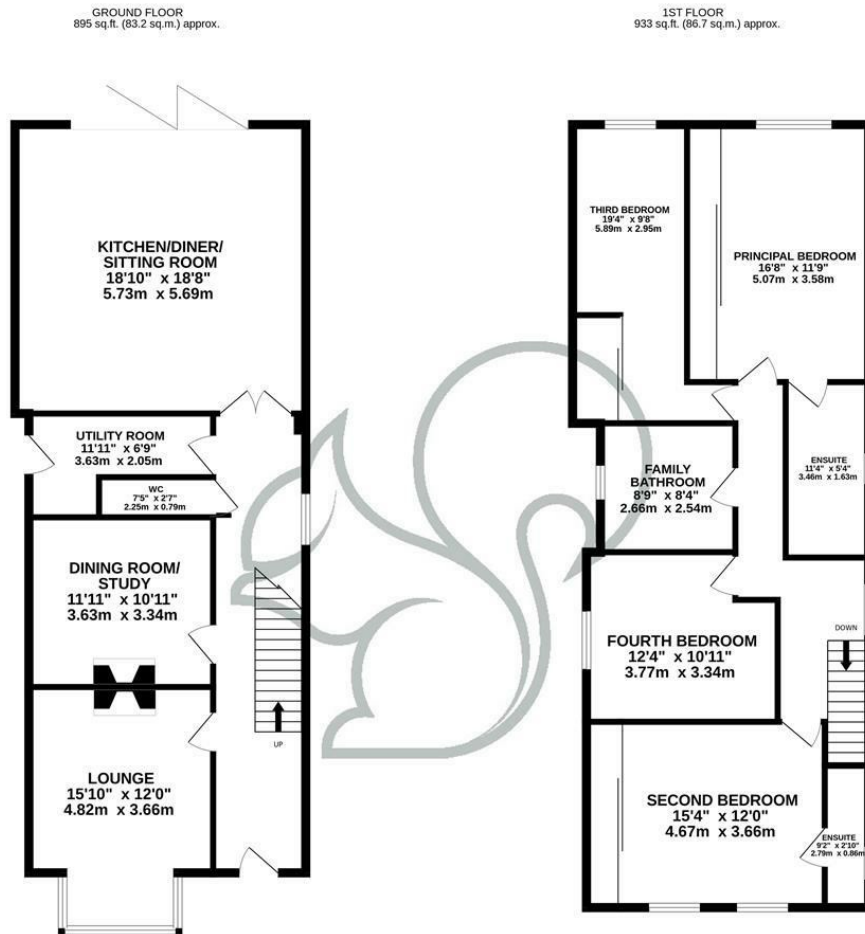 GROUND FLOOR
895 sq.ft. (83.2 sq.m.) approx.
1ST FLOOR
933 sq.ft. (86.7 sq.m.) approx.
KITCHEN/DINER/
SITTING ROOM
18'10" x 18'8"
5.73m x 5.69m
UTILITY ROOM
11'11" x 6'9"
3.63m x 2.05m
WC
7'5" x 2'7"
2.25m x 0.79m
DINING ROOM/
STUDY
11'11" x 10'11"
3.63m x 3.34m
UP
LOUNGE
15'10" x 12'0"
4.82m x 3.66m
THIRD BEDROOM
19'4" x 9'8"
5.89m x 2.95m
PRINCIPAL BEDROOM
16'8" x 11'9"
5.07m x 3.58m
ENSUITE
11'4" x 5'4"
3.46m x 1.63m
FAMILY
BATHROOM
8'9" x 8'4"
2.66m x 2.54m
FOURTH BEDROOM
12'4" x 10'11"
3.77m x 3.34m
DOWN
SECOND BEDROOM
15'4" x 12'0"
4.67m x 3.66m
ENSUITE
9'2" x 2'10"
2.79m x 0.86m